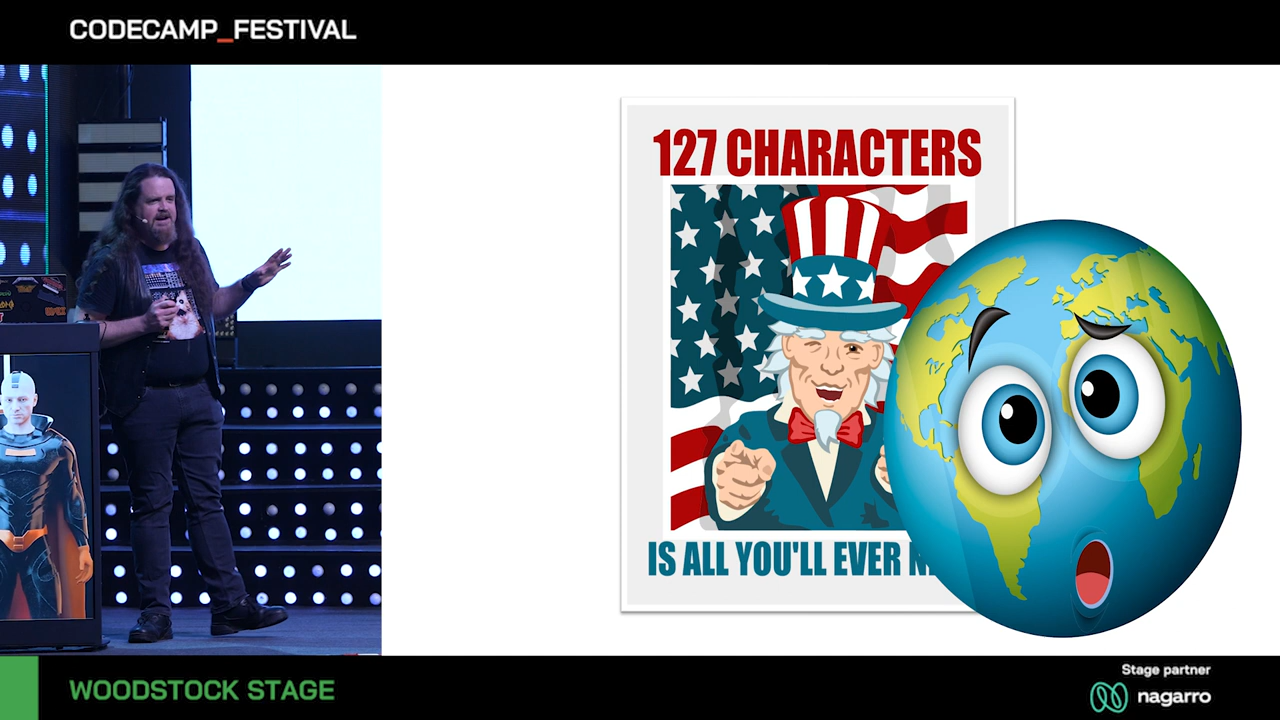 CODECAMP_FESTIVAL
127 CHARACTERS
IS ALL YOU'LL EVER
WOODSTOCK STAGE
Stage partner
nagarro